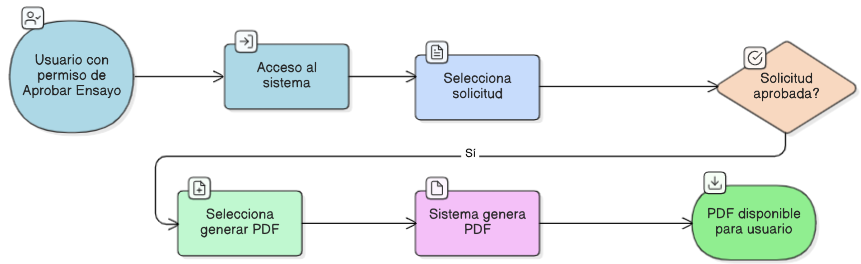 Usuario con
permiso de
Aprobar Ensayo
Acceso al
sistema
Selecciona
solicitud
Solicitud
aprobada?
Sí
Selecciona
generar PDF
Sistema genera
PDF
PDF disponible
para usuario